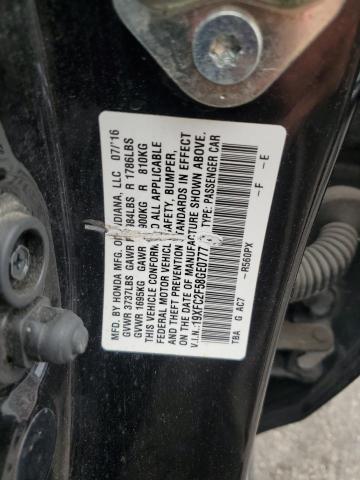 MFD. BY HONDA MFG. OF INDIANA, LLC 07/'16
GVWR 3737LBS GAWR F 1984LBS R 1786LBS
GVWR 1695KG GAWR F 900KG R 810KG
THIS VEHICLE CONFORMS TO ALL APPLICABLE
FEDERAL MOTOR VEHICLE SAFETY, BUMPER,
AND THEFT PREVENTION STANDARDS IN EFFECT
ON THE DATE OF MANUFACTURE SHOWN ABOVE.
V.I.N.:19XFC2F58GE0777 TYPE: PASSENGER CAR
TBA G AC7 -R560PX -F -E